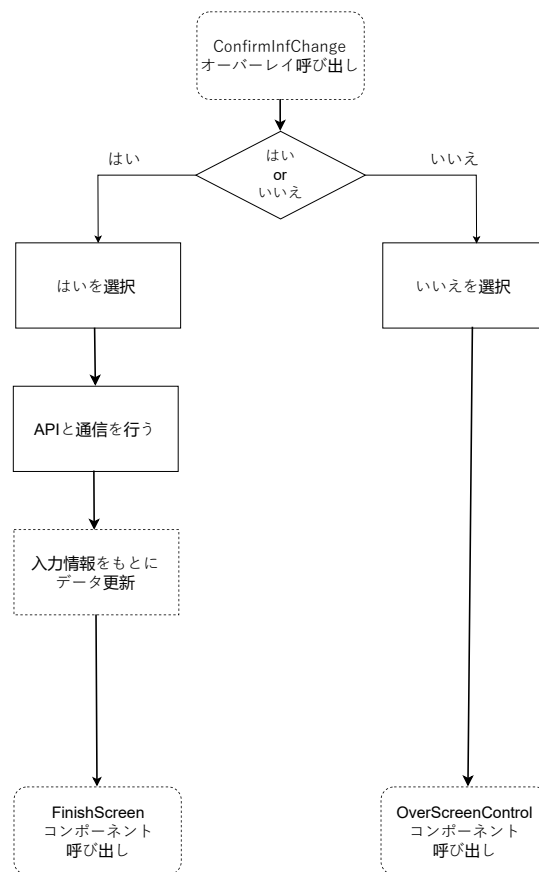 ConfirmInfChange
オーバーレイ呼び出し
はい
はい
or
いいえ
いいえ
はいを選択
いいえを選択
APIと通信を行う
入力情報をもとに
データ更新
FinishScreen
コンポーネント
呼び出し
OverScreenControl
コンポーネント
呼び出し